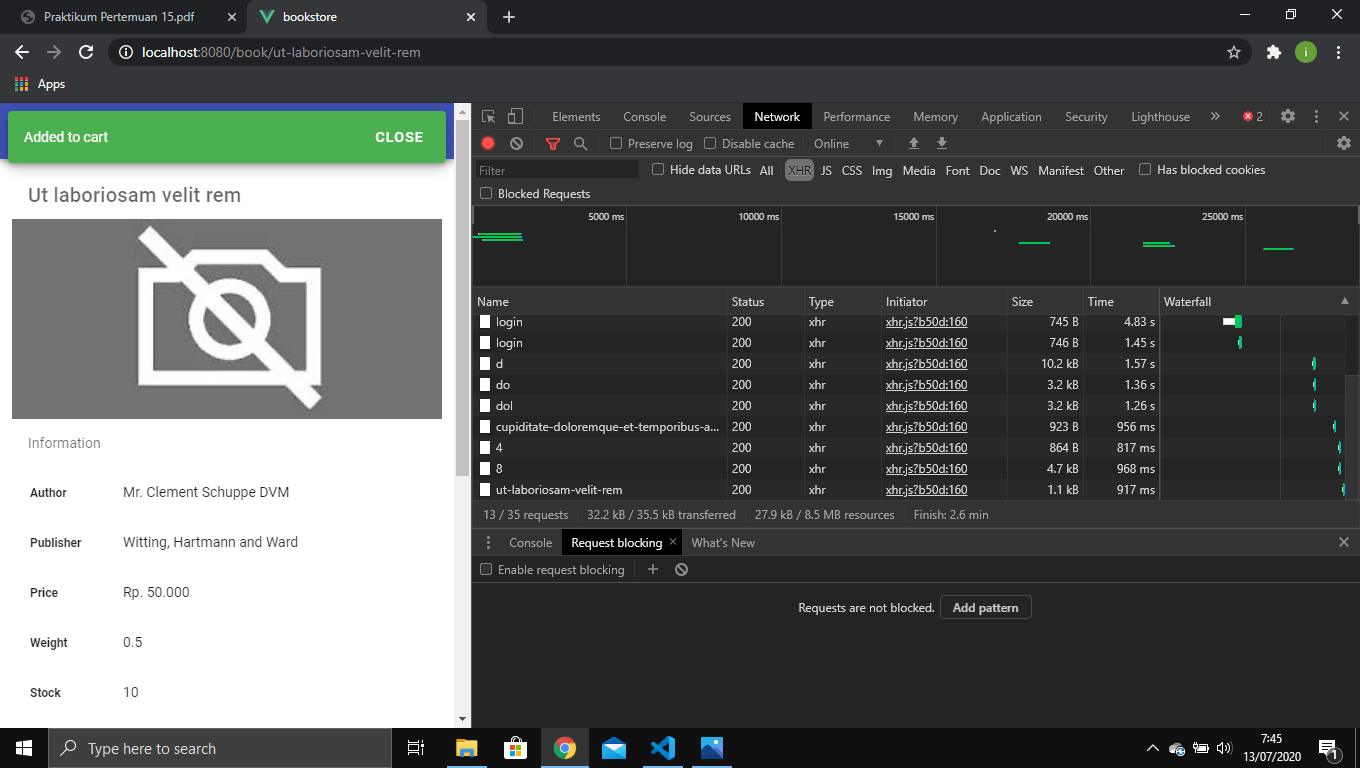 Praktikum Pertemuan 15.pdf
bookstore
localhost:8080/book/ut-laboriosam-velit-rem
i
Apps
Added to cart CLOSE
Ut laboriosam velit rem
Information
Author Mr. Clement Schuppe DVM
Publisher Witting, Hartmann and Ward
Price Rp. 50.000
Weight 0.5
Stock 10
Elements Console Sources Network Performance Memory Application Security Lighthouse » 2
Preserve log Disable cache Online
Filter Hide data URLs All XHR JS CSS Img Media Font Doc WS Manifest Other Has blocked cookies
Blocked Requests
5000 ms 10000 ms 15000 ms 20000 ms 25000 ms
Name Status Type Initiator Size Time Waterfall
login 200 xhr xhr.js?b50d:160 745 B 4.83 s
login 200 xhr xhr.js?b50d:160 746 B 1.45 s
d 200 xhr xhr.js?b50d:160 10.2 kB 1.57 s
do 200 xhr xhr.js?b50d:160 3.2 kB 1.36 s
dol 200 xhr xhr.js?b50d:160 3.2 kB 1.26 s
cupiditate-doloremque-et-temporibus-a... 200 xhr xhr.js?b50d:160 923 B 956 ms
4 200 xhr xhr.js?b50d:160 864 B 817 ms
8 200 xhr xhr.js?b50d:160 4.7 kB 968 ms
ut-laboriosam-velit-rem 200 xhr xhr.js?b50d:160 1.1 kB 917 ms
13 / 35 requests 32.2 kB / 35.5 kB transferred 27.9 kB / 8.5 MB resources Finish: 2.6 min
Console Request blocking What's New
Enable request blocking
Requests are not blocked. Add pattern
Type here to search
7:45
13/07/2020
1